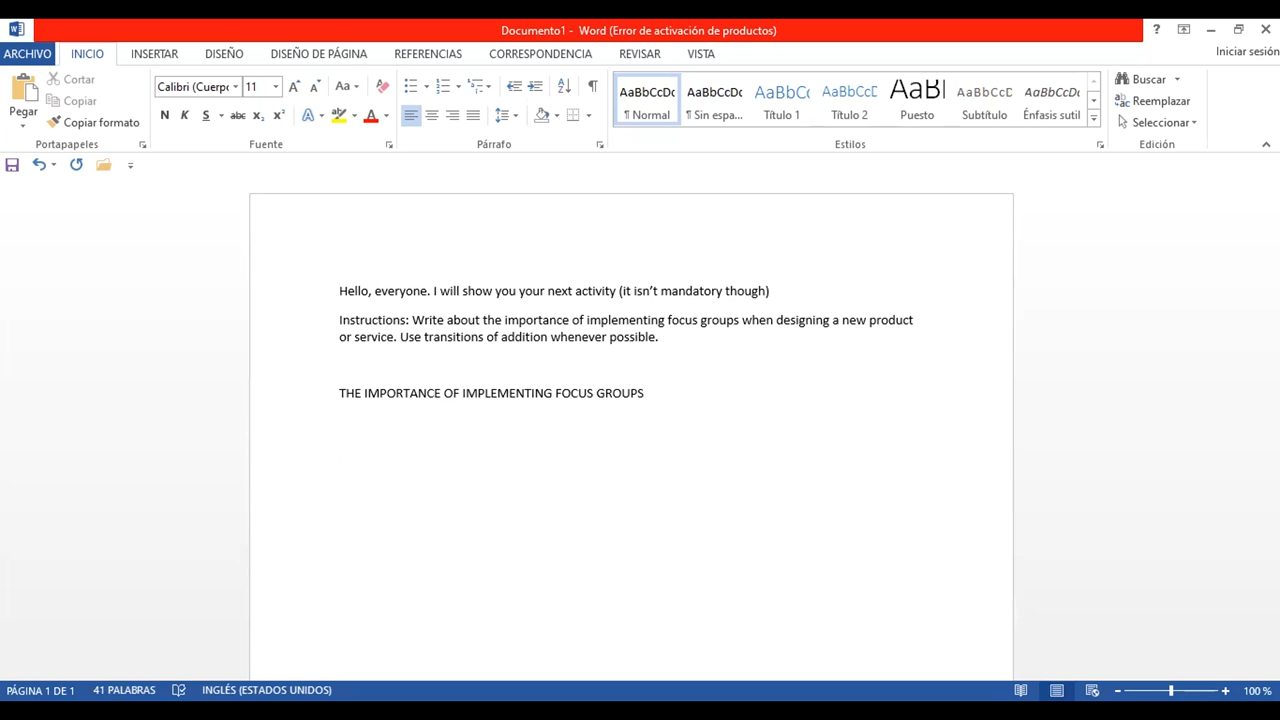 Documento1 - Word (Error de activación de productos)
?
ARCHIVO INICIO INSERTAR DISEÑO DISEÑO DE PÁGINA REFERENCIAS CORRESPONDENCIA REVISAR VISTA Iniciar sesión
Pegar
Cortar
Copiar
Copiar formato
Portapapeles
Calibri (Cuerpo 11
N K S abc x₂ x² A A
Fuente
Párrafo
AaBbCcDc AaBbCcDc AaBbCc AaBbCcD AaBb AaBbCcD AaBbCcDc
¶ Normal ¶ Sin espa... Título 1 Título 2 Puesto Subtítulo Énfasis sutil
Estilos
Buscar
Reemplazar
Seleccionar
Edición
Hello, everyone. I will show you your next activity (it isn’t mandatory though)
Instructions: Write about the importance of implementing focus groups when designing a new product
or service. Use transitions of addition whenever possible.
THE IMPORTANCE OF IMPLEMENTING FOCUS GROUPS
PÁGINA 1 DE 1 41 PALABRAS INGLÉS (ESTADOS UNIDOS) 100 %